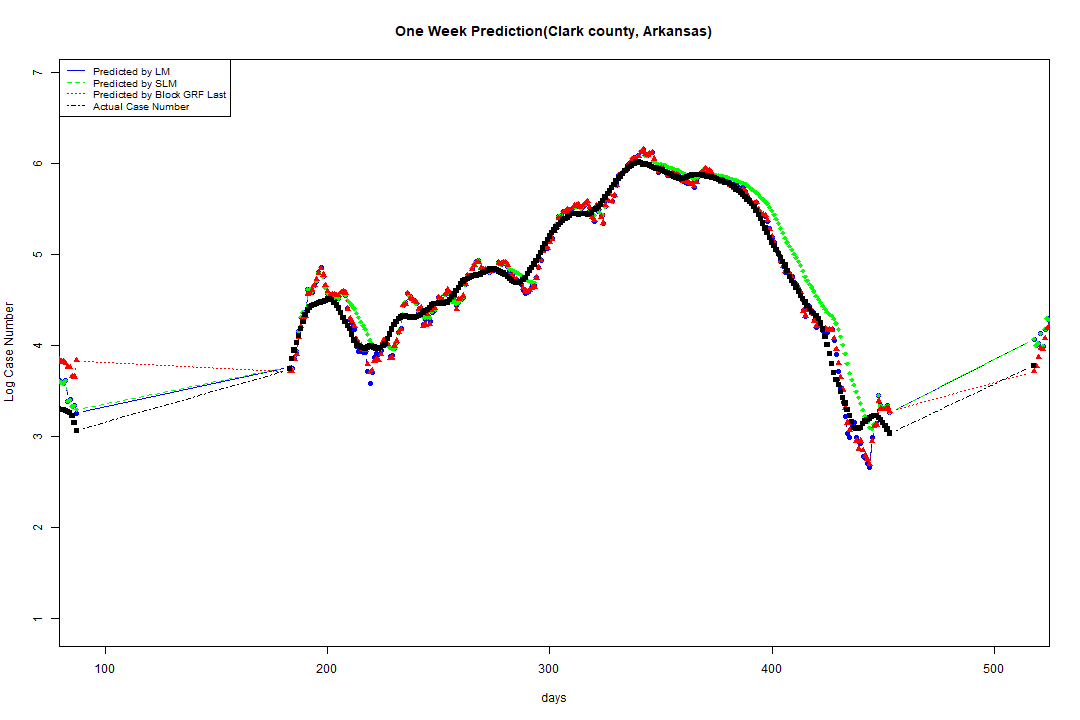 One Week Prediction(Clark county, Arkansas)
Predicted by LM
Predicted by SLM
Predicted by Block GRF Last
Actual Case Number
7
6
5
4
3
2
1
Log Case Number
100 200 300 400 500
days